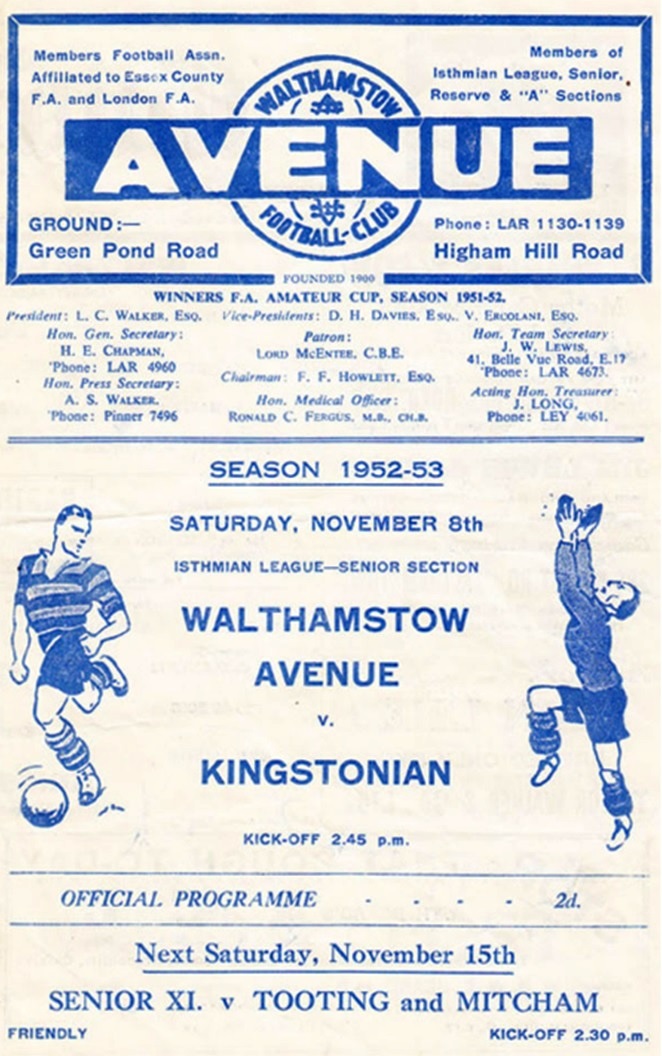 Members Football Assn.
Affiliated to Essex County
F.A. and London F.A.
Members of
Isthmian League, Senior,
Reserve & "A" Sections
WALTHAMSTOW
AVENUE
FOOTBALL-CLUB
GROUND:—
Green Pond Road
Phone: LAR 1130-1139
Higham Hill Road
FOUNDED 1900
WINNERS F.A. AMATEUR CUP, SEASON 1951-52.
President: L. C. WALKER, ESQ. Vice-Presidents: D. H. DAVIES, ESQ., V. ERCOLANI, ESQ.
Hon. Gen. Secretary:
H. E. CHAPMAN,
'Phone: LAR 4960
Hon. Press Secretary:
A. S. WALKER.
'Phone: Pinner 7496
Patron:
LORD MCENTEE, C.B.E.
Chairman: F. F. HOWLETT, ESQ.
Hon. Medical Officer:
RONALD C. FERGUS, M.B., CH.B.
Hon. Team Secretary:
J. W. LEWIS,
41, Belle Vue Road, E.17
'Phone: LAR 4673.
Acting Hon. Treasurer:
J. LONG,
Phone: LEY 4061.
SEASON 1952-53
SATURDAY, NOVEMBER 8th
ISTHMIAN LEAGUE—SENIOR SECTION
WALTHAMSTOW
AVENUE
v.
KINGSTONIAN
KICK-OFF 2.45 p.m.
OFFICIAL PROGRAMME - - - - 2d.
Next Saturday, November 15th
SENIOR XI. v TOOTING and MITCHAM
FRIENDLY KICK-OFF 2.30 p.m.